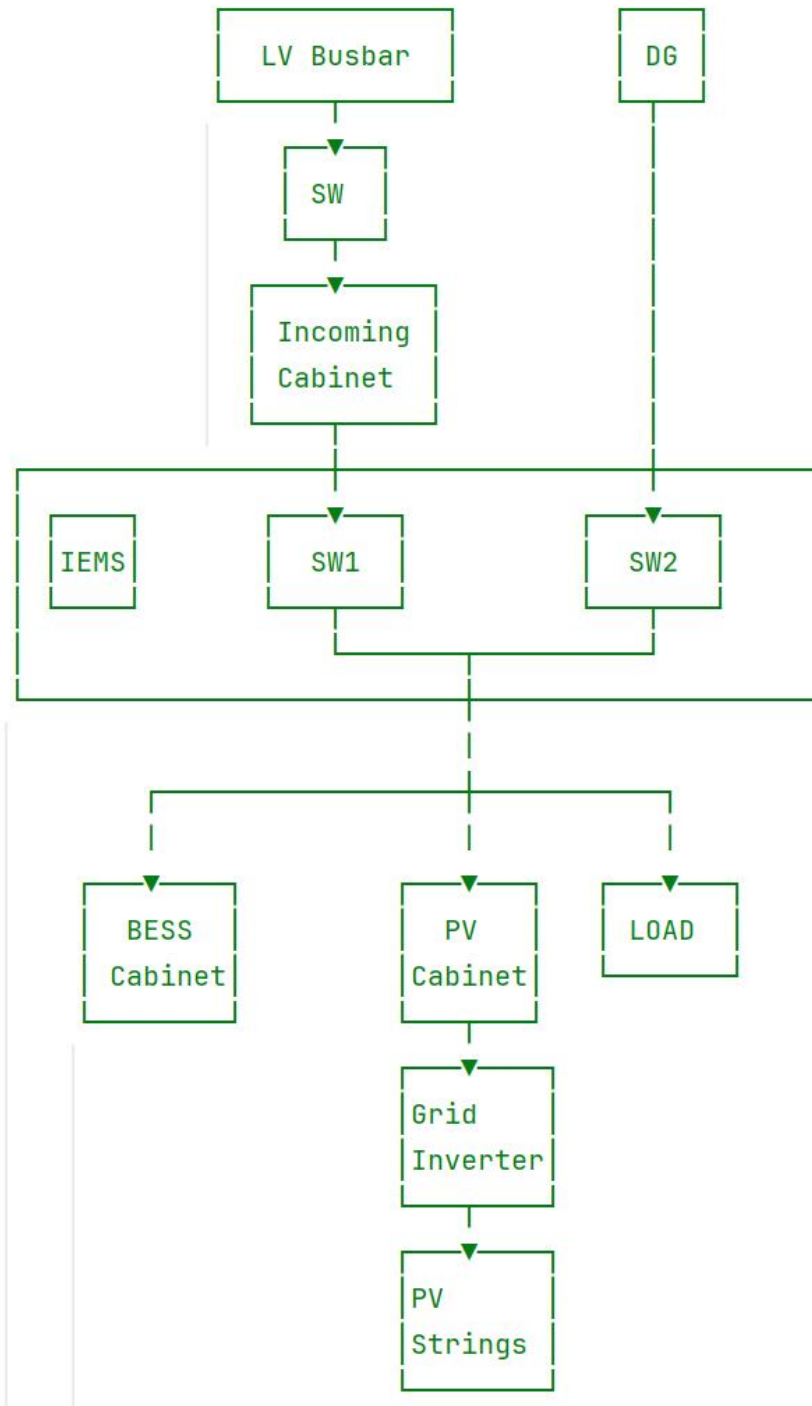 LV Busbar
DG
SW
Incoming
Cabinet
IEMS
SW1
SW2
BESS
Cabinet
PV
Cabinet
LOAD
Grid
Inverter
PV
Strings